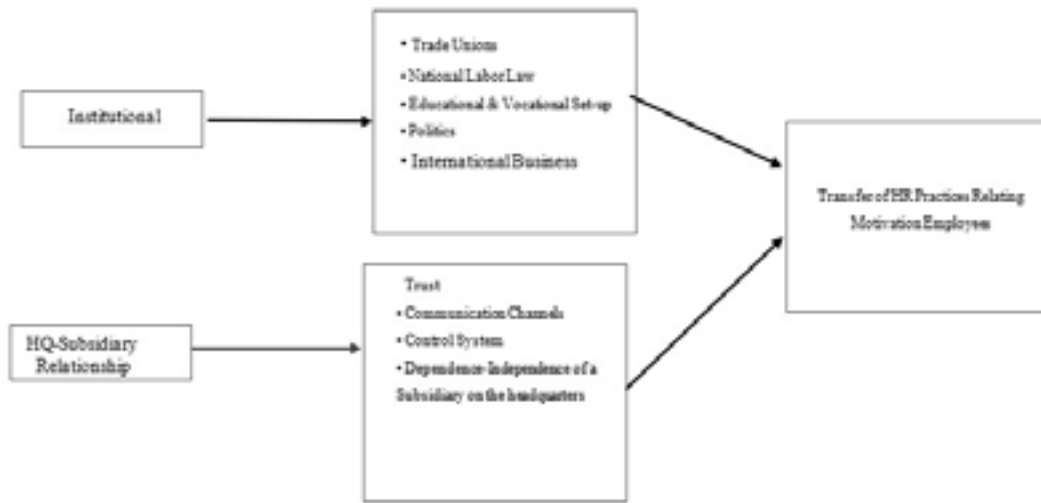 Institutional
• Trade Unions
• National Labor Law
• Educational & Vocational Set-up
• Politics
• International Business
HQ-Subsidiary
Relationship
Trust
• Communication Channels
• Control System
• Dependence-Independence of a
Subsidiary on the headquarters
Transfer of HR Practices Relating
Motivation Employees